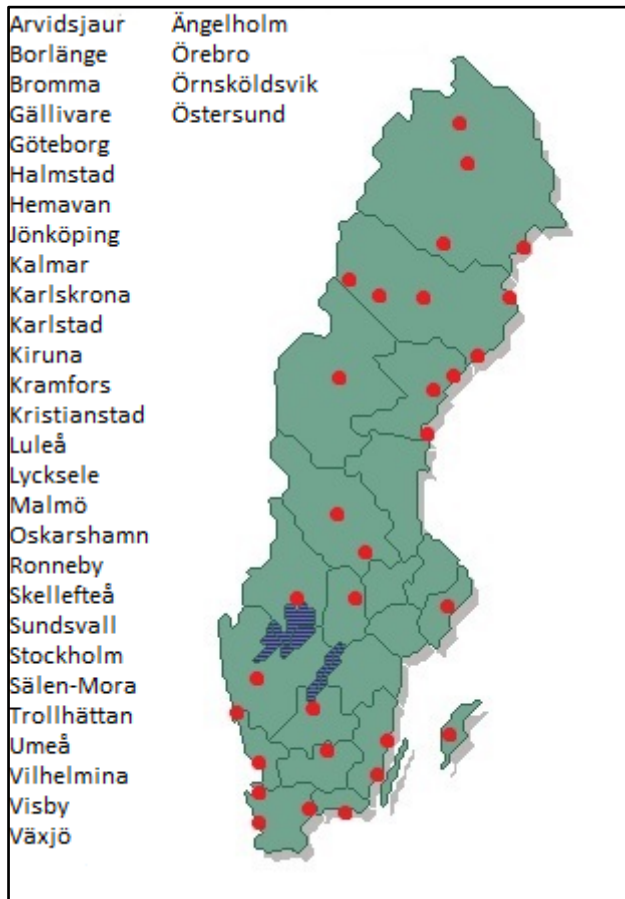 Arvidsjaur
Borlänge
Bromma
Gällivare
Göteborg
Halmstad
Hemavan
Jönköping
Kalmar
Karlskrona
Karlstad
Kiruna
Kramfors
Kristianstad
Luleå
Lycksele
Malmö
Oskarshamn
Ronneby
Skellefteå
Sundsvall
Stockholm
Sälen-Mora
Trollhättan
Umeå
Vilhelmina
Visby
Växjö
Ängelholm
Örebro
Örnsköldsvik
Östersund